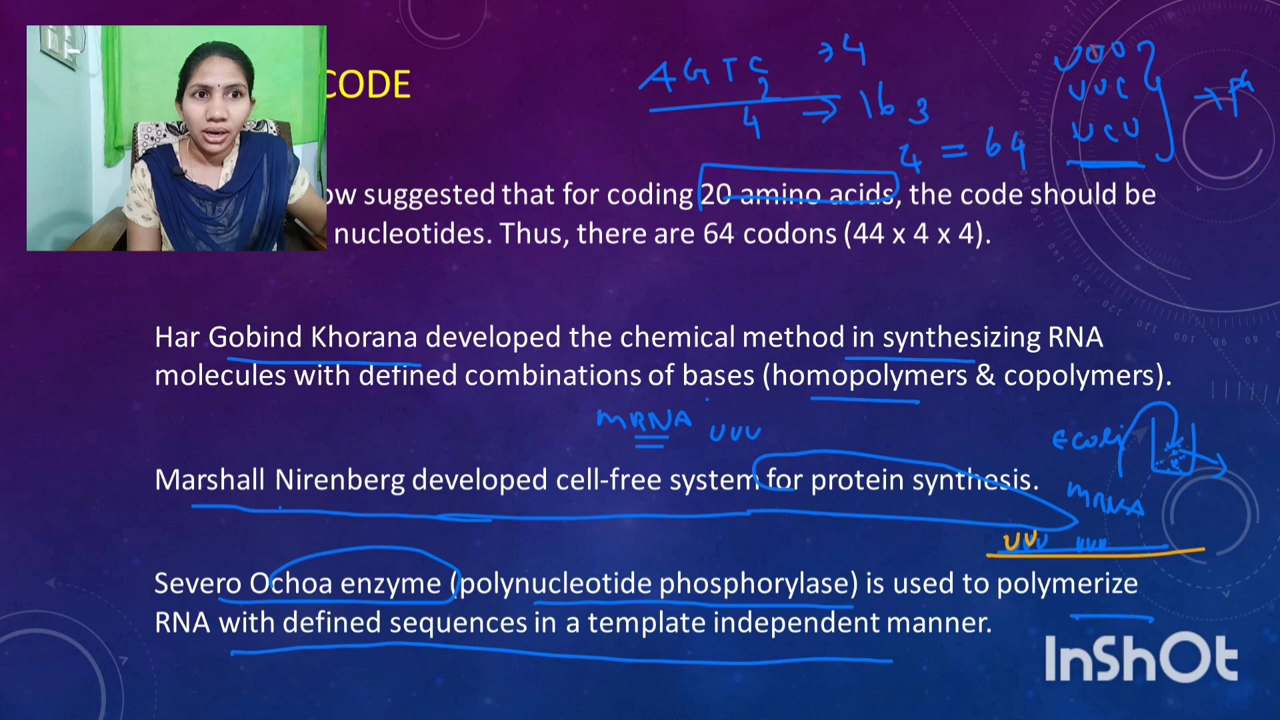 CODE
AGTC → 4
4² → 16
4³ = 64
UUU
UUC
UCU
→ Ph
ow suggested that for coding 20 amino acids, the code should be
nucleotides. Thus, there are 64 codons (44 x 4 x 4).
Har Gobind Khorana developed the chemical method in synthesizing RNA
molecules with defined combinations of bases (homopolymers & copolymers).
mRNA UUU
Ecoli
Marshall Nirenberg developed cell-free system for protein synthesis.
mRNA
UUU UUU
Severo Ochoa enzyme (polynucleotide phosphorylase) is used to polymerize
RNA with defined sequences in a template independent manner.
InShOt